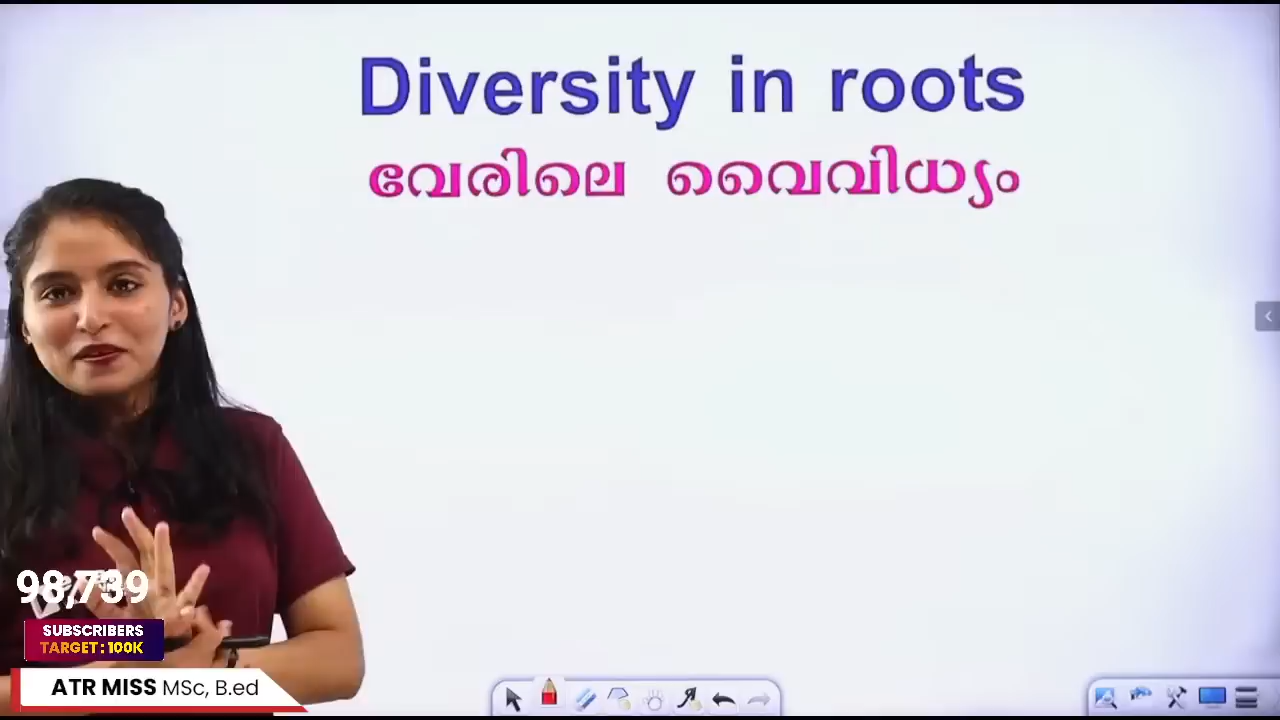 Diversity in roots
വേരിലെ വൈവിധ്യം
98,739
SUBSCRIBERS
TARGET : 100K
ATR MISS MSc, B.ed